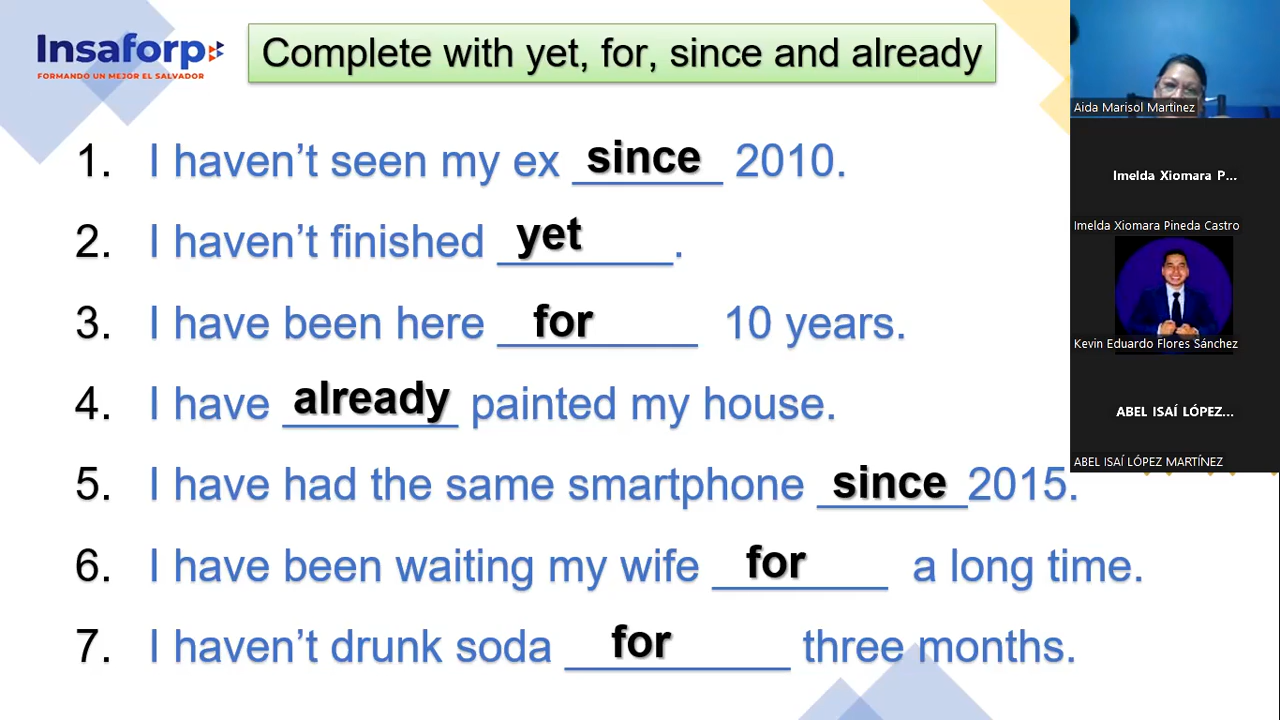 Insaforp
FORMANDO UN MEJOR EL SALVADOR
Complete with yet, for, since and already
1. I haven’t seen my ex since 2010.
2. I haven’t finished yet.
3. I have been here for 10 years.
4. I have already painted my house.
5. I have had the same smartphone since 2015.
6. I have been waiting my wife for a long time.
7. I haven’t drunk soda for three months.
Aida Marisol Martinez
Imelda Xiomara P...
Imelda Xiomara Pineda Castro
Kevin Eduardo Flores Sánchez
ABEL ISAÍ LÓPEZ...
ABEL ISAÍ LÓPEZ MARTÍNEZ